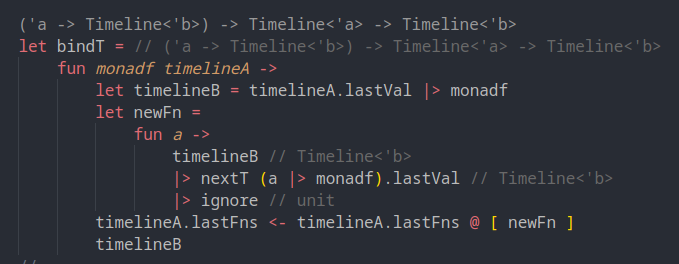 ('a -> Timeline<'b>) -> Timeline<'a> -> Timeline<'b>
let bindT = // ('a -> Timeline<'b>) -> Timeline<'a> -> Timeline<'b>
    fun monadf timelineA ->
        let timelineB = timelineA.lastVal |> monadf
        let newFn =
            fun a ->
                timelineB // Timeline<'b>
                |> nextT (a |> monadf).lastVal // Timeline<'b>
                |> ignore // unit
        timelineA.lastFns <- timelineA.lastFns @ [ newFn ]
        timelineB
//